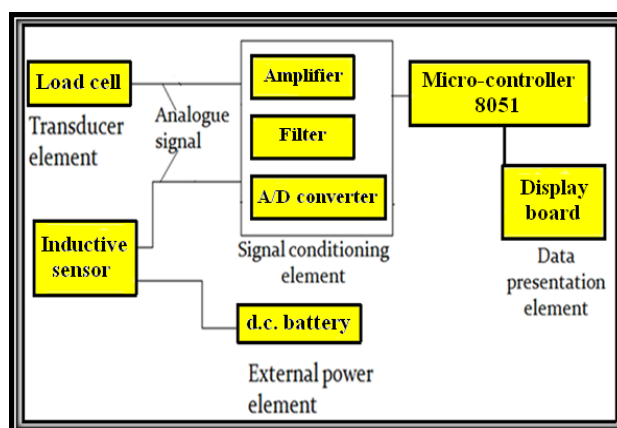 Load cell
Transducer
element
Analogue
signal
Inductive
sensor
Amplifier
Filter
A/D converter
Signal conditioning
element
d.c. battery
External power
element
Micro-controller
8051
Display
board
Data
presentation
element